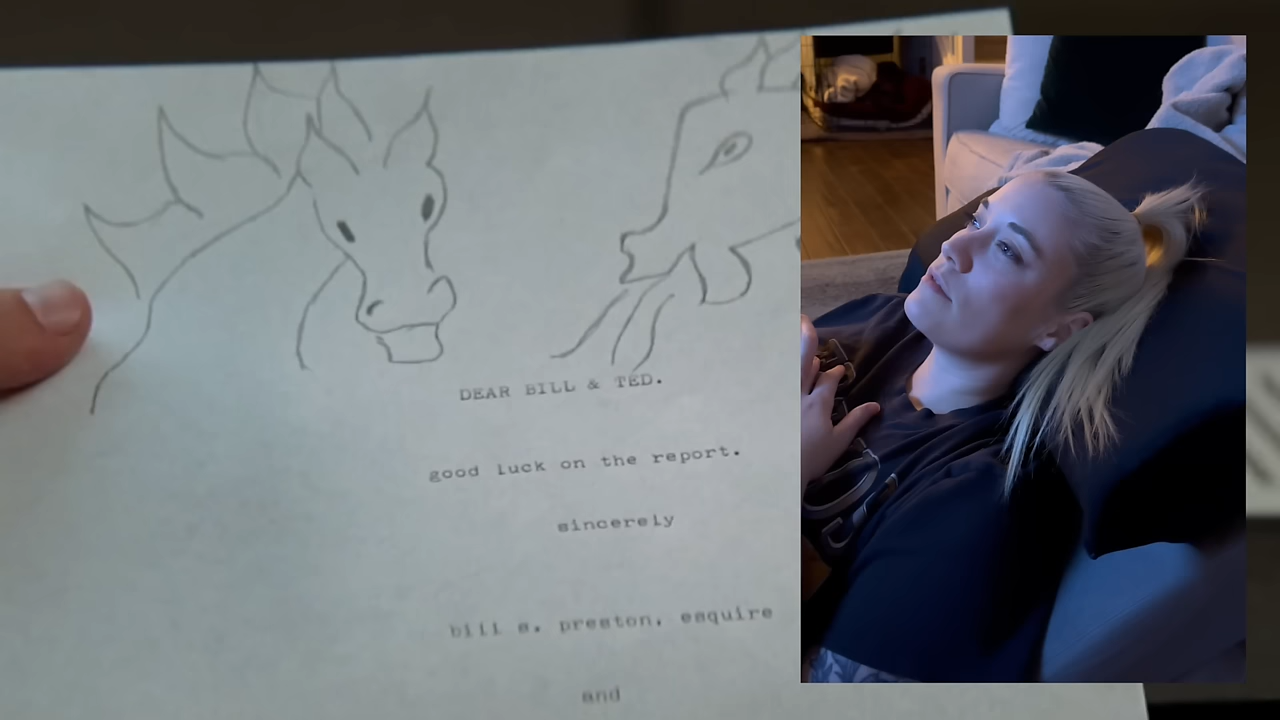 DEAR BILL & TED.
good luck on the report.
sincerely
bill s. preston, esquire
and